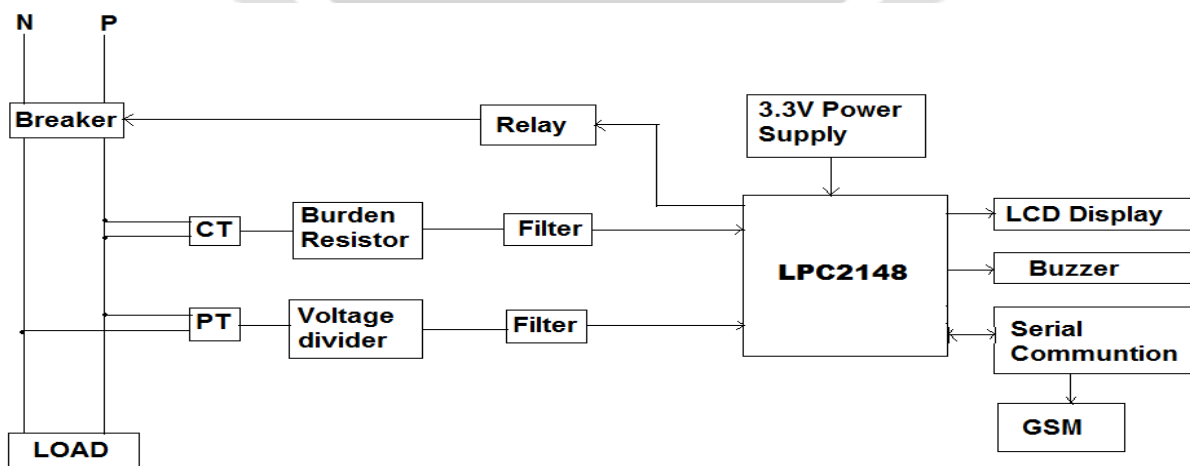 N P
Breaker
Relay
3.3V Power
Supply
CT
Burden
Resistor
Filter
LPC2148
LCD Display
Buzzer
PT
Voltage
divider
Filter
Serial
Communtion
GSM
LOAD